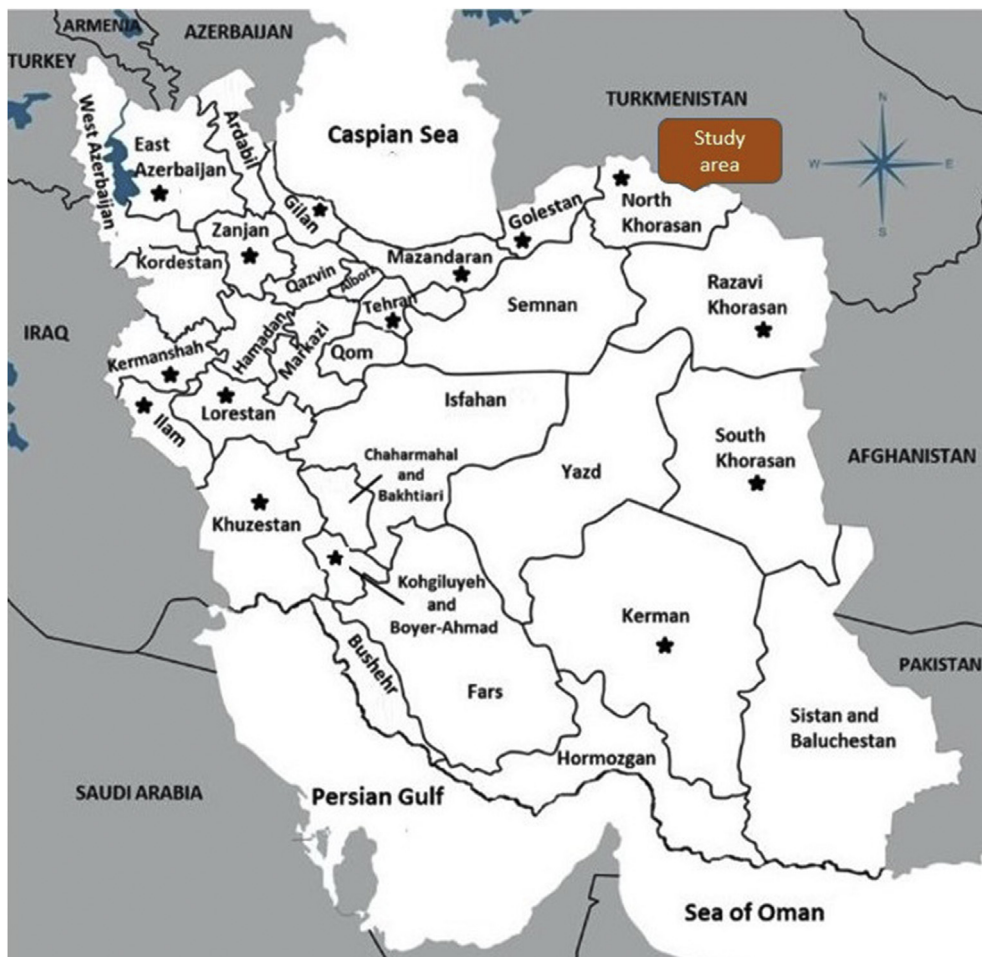 ARMENIA
AZERBAIJAN
TURKEY
TURKMENISTAN
West Azerbaijan
East
Azerbaijan
Ardabil
Caspian Sea
Study
area
N
W
E
S
Gilan
Golestan
North
Khorasan
Zanjan
Kordestan
Qazvin
Alborz
Mazandaran
Tehran
Semnan
Razavi
Khorasan
IRAQ
Kermanshah
Hamadan
Markazi
Qom
Ilam
Lorestan
Isfahan
South
Khorasan
AFGHANISTAN
Chaharmahal
and
Bakhtiari
Yazd
Khuzestan
Kohgiluyeh
and
Boyer-Ahmad
Kerman
Bushehr
PAKISTAN
Fars
Sistan and
Baluchestan
Hormozgan
SAUDI ARABIA
Persian Gulf
Sea of Oman